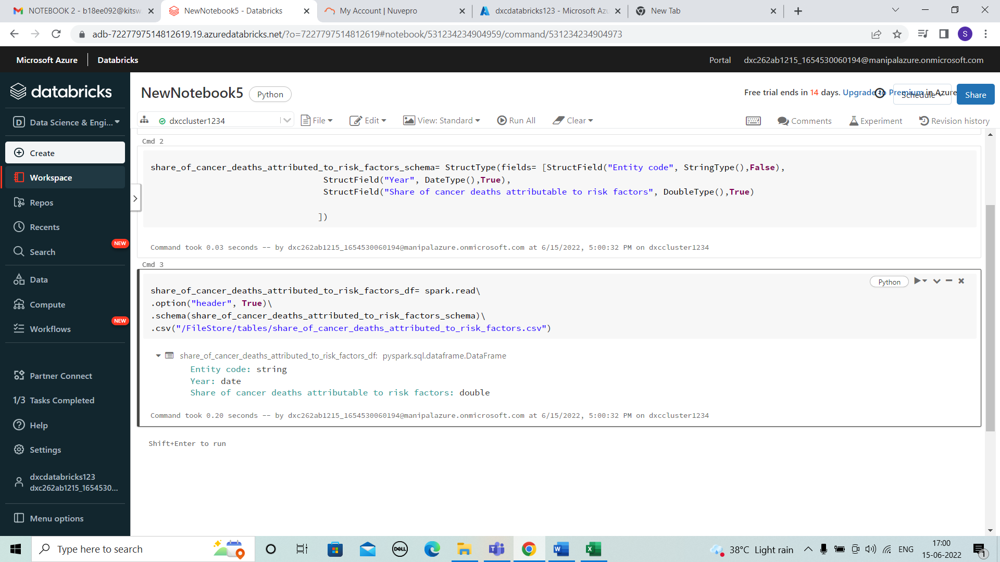 NOTEBOOK 2 - b18ee092@kitsw
NewNotebook5 - Databricks
My Account | Nuvepro
dxcdatabricks123 - Microsoft Azu
New Tab
adb-7227797514812619.19.azuredatabricks.net/?o=7227797514812619#notebook/531234234904959/command/531234234904973
S
Microsoft Azure
Databricks
Portal
dxc262ab1215_1654530060194@manipalazure.onmicrosoft.com
databricks
NewNotebook5
Python
Free trial ends in 14 days. Upgrade to Premium in Azure
Schedule
Share
D Data Science & Engi...
dxccluster1234
File
Edit
View: Standard
Run All
Clear
Comments
Experiment
Revision history
Create
Workspace
Repos
Recents
Search
NEW
Data
Compute
Workflows
NEW
Partner Connect
1/3 Tasks Completed
Help
Settings
dxcdatabricks123
dxc262ab1215_1654530...
Menu options
Cmd 2
share_of_cancer_deaths_attributed_to_risk_factors_schema= StructType(fields= [StructField("Entity code", StringType(),False),
StructField("Year", DateType(),True),
StructField("Share of cancer deaths attributable to risk factors", DoubleType(),True)
])
Command took 0.03 seconds -- by dxc262ab1215_1654530060194@manipalazure.onmicrosoft.com at 6/15/2022, 5:00:32 PM on dxccluster1234
Cmd 3
Python
share_of_cancer_deaths_attributed_to_risk_factors_df= spark.read\
.option("header", True)\
.schema(share_of_cancer_deaths_attributed_to_risk_factors_schema)\
.csv("/FileStore/tables/share_of_cancer_deaths_attributed_to_risk_factors.csv")
share_of_cancer_deaths_attributed_to_risk_factors_df: pyspark.sql.dataframe.DataFrame
Entity code: string
Year: date
Share of cancer deaths attributable to risk factors: double
Command took 0.20 seconds -- by dxc262ab1215_1654530060194@manipalazure.onmicrosoft.com at 6/15/2022, 5:00:32 PM on dxccluster1234
Shift+Enter to run
Type here to search
DELL
38°C Light rain
ENG
17:00
15-06-2022
1